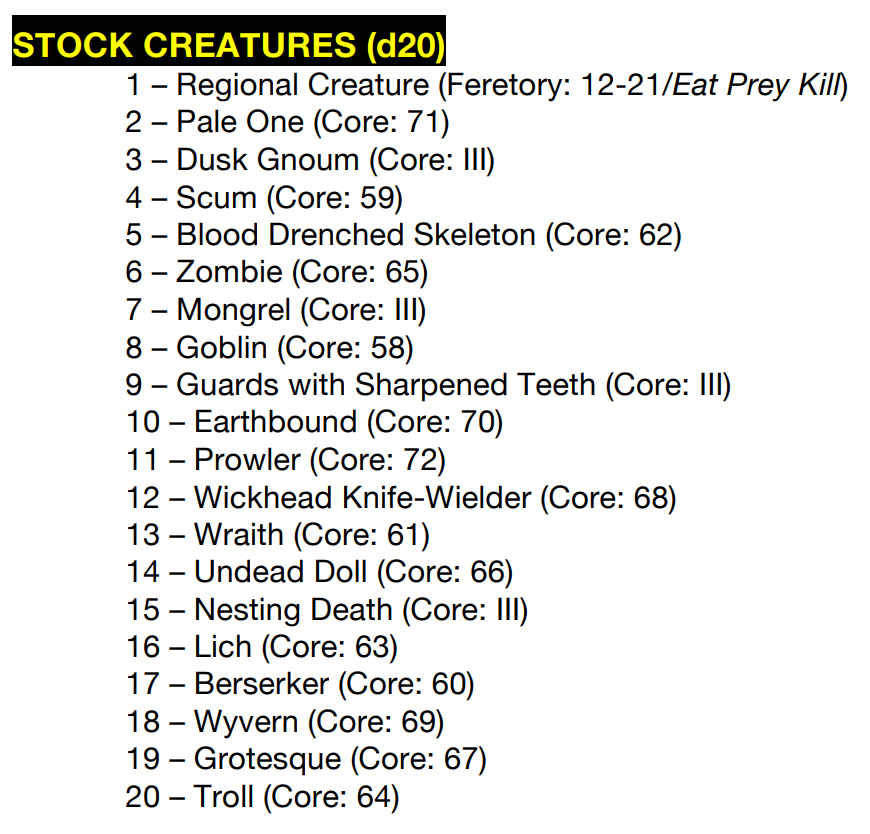 STOCK CREATURES (d20)
1 – Regional Creature (Feretory: 12-21/Eat Prey Kill)
2 – Pale One (Core: 71)
3 – Dusk Gnoum (Core: III)
4 – Scum (Core: 59)
5 – Blood Drenched Skeleton (Core: 62)
6 – Zombie (Core: 65)
7 – Mongrel (Core: III)
8 – Goblin (Core: 58)
9 – Guards with Sharpened Teeth (Core: III)
10 – Earthbound (Core: 70)
11 – Prowler (Core: 72)
12 – Wickhead Knife-Wielder (Core: 68)
13 – Wraith (Core: 61)
14 – Undead Doll (Core: 66)
15 – Nesting Death (Core: III)
16 – Lich (Core: 63)
17 – Berserker (Core: 60)
18 – Wyvern (Core: 69)
19 – Grotesque (Core: 67)
20 – Troll (Core: 64)